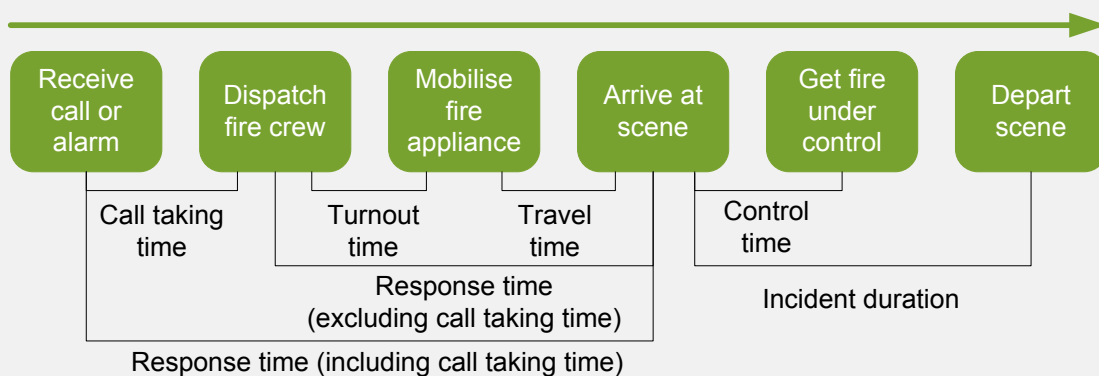 Receive
call or
alarm
Dispatch
fire crew
Mobilise
fire
appliance
Arrive at
scene
Get fire
under
control
Depart
scene
Call taking
time
Turnout
time
Travel
time
Control
time
Response time
(excluding call taking time)
Incident duration
Response time (including call taking time)